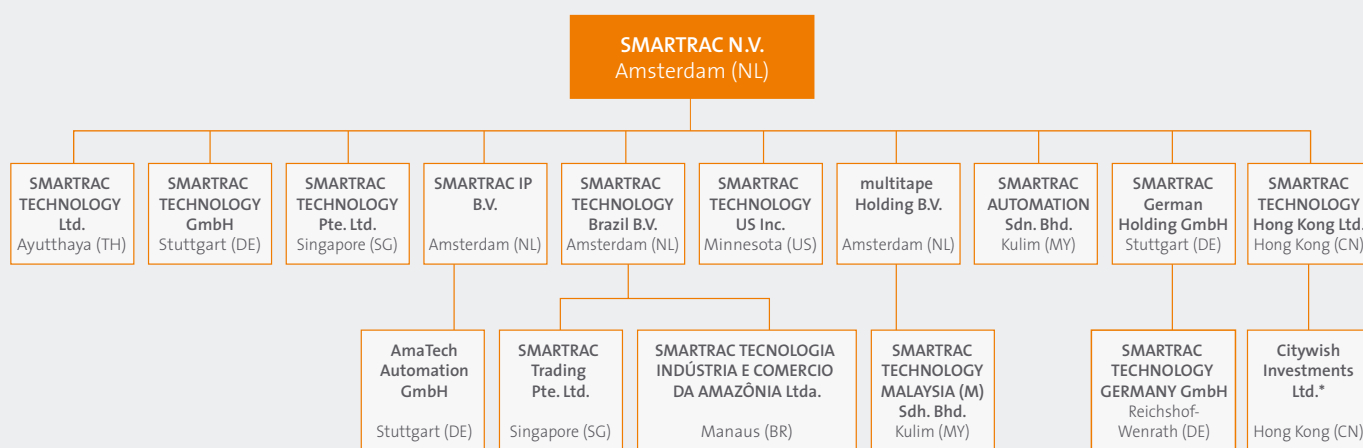 SMARTRAC N.V.
Amsterdam (NL)
SMARTRAC
TECHNOLOGY
Ltd.
Ayutthaya (TH)
SMARTRAC
TECHNOLOGY
GmbH
Stuttgart (DE)
SMARTRAC
TECHNOLOGY
Pte. Ltd.
Singapore (SG)
SMARTRAC IP
B.V.
Amsterdam (NL)
SMARTRAC
TECHNOLOGY
Brazil B.V.
Amsterdam (NL)
SMARTRAC
TECHNOLOGY
US Inc.
Minnesota (US)
multitape
Holding B.V.
Amsterdam (NL)
SMARTRAC
AUTOMATION
Sdn. Bhd.
Kulim (MY)
SMARTRAC
German
Holding GmbH
Stuttgart (DE)
SMARTRAC
TECHNOLOGY
Hong Kong Ltd.
Hong Kong (CN)
AmaTech
Automation
GmbH
Stuttgart (DE)
SMARTRAC
Trading
Pte. Ltd.
Singapore (SG)
SMARTRAC TECNOLOGIA
INDÚSTRIA E COMERCIO
DA AMAZÔNIA Ltda.
Manaus (BR)
SMARTRAC
TECHNOLOGY
MALAYSIA (M)
Sdh. Bhd.
Kulim (MY)
SMARTRAC
TECHNOLOGY
GERMANY GmbH
Reichshof-
Wenrath (DE)
Citywish
Investments
Ltd.*
Hong Kong (CN)